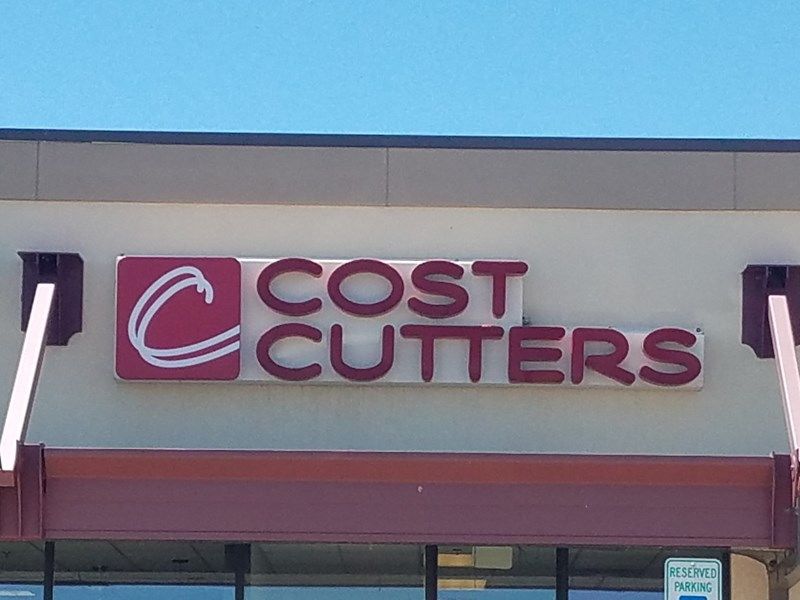 COST
CUTTERS
RESERVED
PARKING